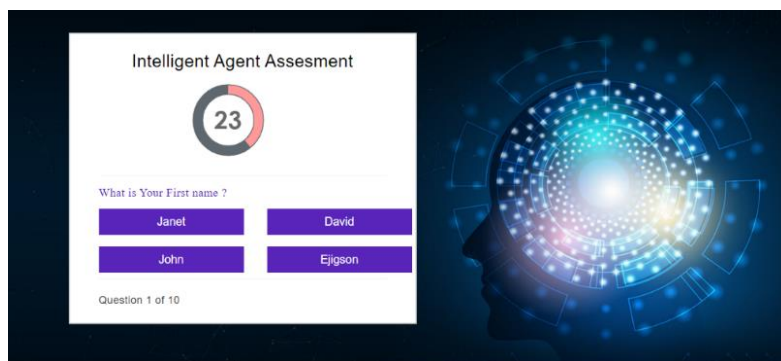 Intelligent Agent Assesment
23
What is Your First name ?
Janet David
John Ejigson
Question 1 of 10